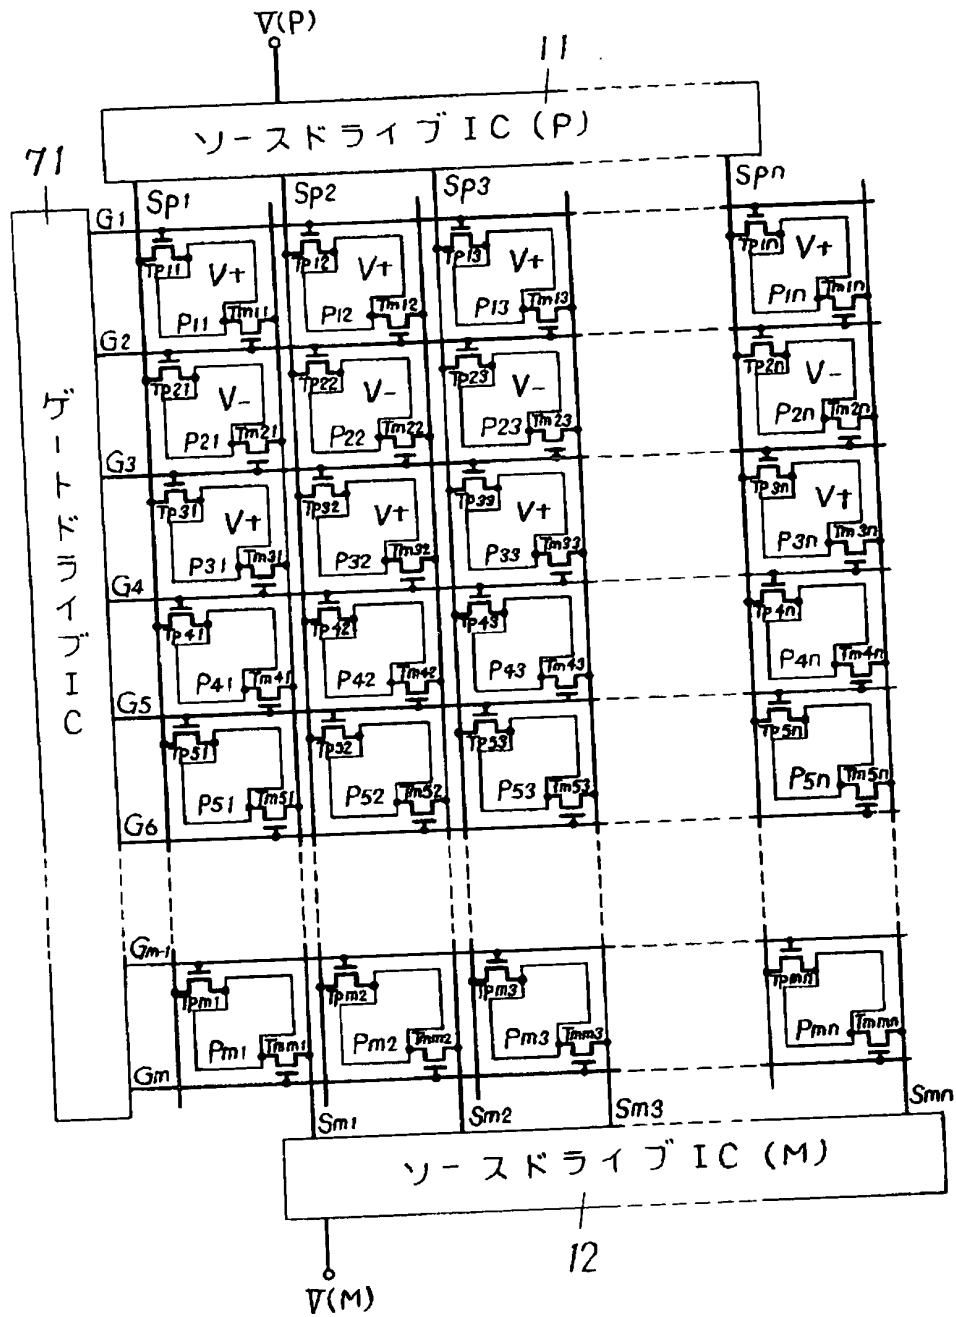 V(P)
11
ソースドライブIC(P)
71
Sp1 Sp2 Sp3 Spn
G1
Tp11 Tp12 Tp13 Tp1n
V+ V+ V+ V+
P11 Tm11 P12 Tm12 P13 Tm13 P1n Tm1n
G2
Tp21 Tp22 Tp23 Tp2n
V- V- V- V-
P21 Tm21 P22 Tm22 P23 Tm23 P2n Tm2n
G3
Tp31 Tp32 Tp33 Tp3n
V+ V+ V+ V+
P31 Tm31 P32 Tm32 P33 Tm33 P3n Tm3n
G4
Tp41 Tp42 Tp43 Tp4n
P41 Tm41 P42 Tm42 P43 Tm43 P4n Tm4n
G5
Tp51 Tp52 Tp53 Tp5n
P51 Tm51 P52 Tm52 P53 Tm53 P5n Tm5n
G6
ゲートドライブIC
Gm-1
Tpm1 Tpm2 Tpm3 Tpmn
Pm1 Tmm1 Pm2 Tmm2 Pm3 Tmm3 Pmn Tmmn
Gm
Sm1 Sm2 Sm3 Smn
ソースドライブIC(M)
12
V(M)